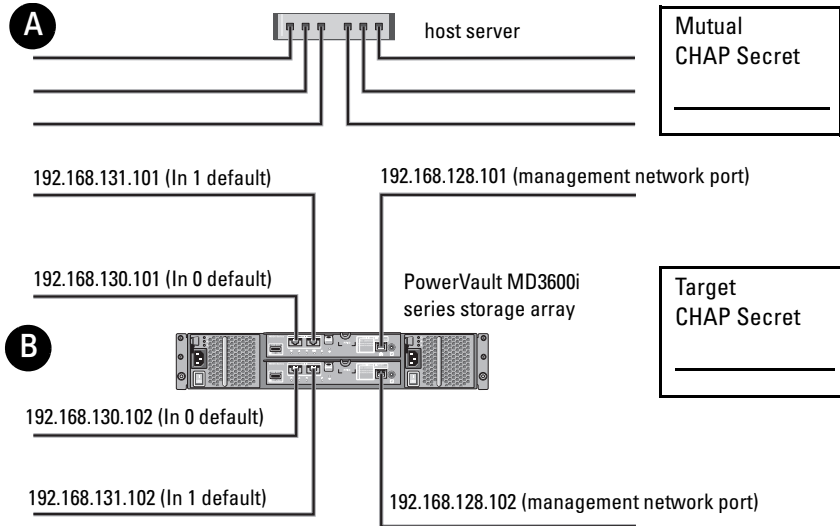 A
host server
Mutual
CHAP Secret
192.168.131.101 (In 1 default)
192.168.128.101 (management network port)
192.168.130.101 (In 0 default)
PowerVault MD3600i
series storage array
Target
CHAP Secret
B
192.168.130.102 (In 0 default)
192.168.131.102 (In 1 default)
192.168.128.102 (management network port)